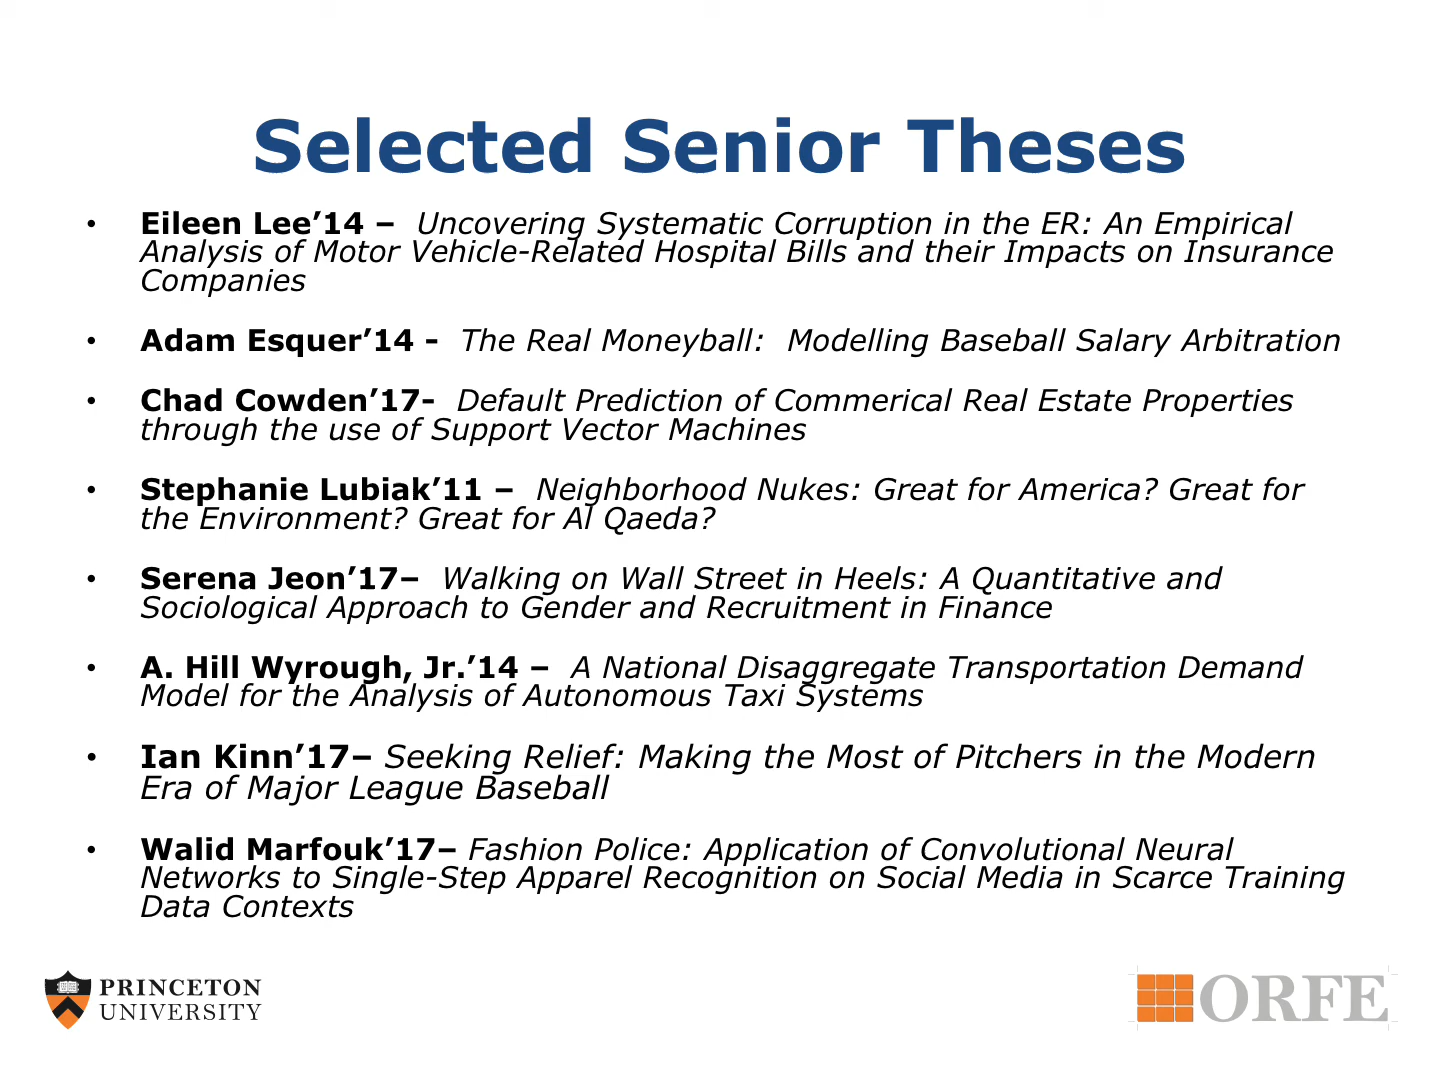 Selected Senior Theses
• Eileen Lee’14 – Uncovering Systematic Corruption in the ER: An Empirical
Analysis of Motor Vehicle-Related Hospital Bills and their Impacts on Insurance
Companies
• Adam Esquer’14 - The Real Moneyball: Modelling Baseball Salary Arbitration
• Chad Cowden’17- Default Prediction of Commerical Real Estate Properties
through the use of Support Vector Machines
• Stephanie Lubiak’11 – Neighborhood Nukes: Great for America? Great for
the Environment? Great for Al Qaeda?
• Serena Jeon’17– Walking on Wall Street in Heels: A Quantitative and
Sociological Approach to Gender and Recruitment in Finance
• A. Hill Wyrough, Jr.’14 – A National Disaggregate Transportation Demand
Model for the Analysis of Autonomous Taxi Systems
• Ian Kinn’17– Seeking Relief: Making the Most of Pitchers in the Modern
Era of Major League Baseball
• Walid Marfouk’17– Fashion Police: Application of Convolutional Neural
Networks to Single-Step Apparel Recognition on Social Media in Scarce Training
Data Contexts
PRINCETON
UNIVERSITY
ORFE